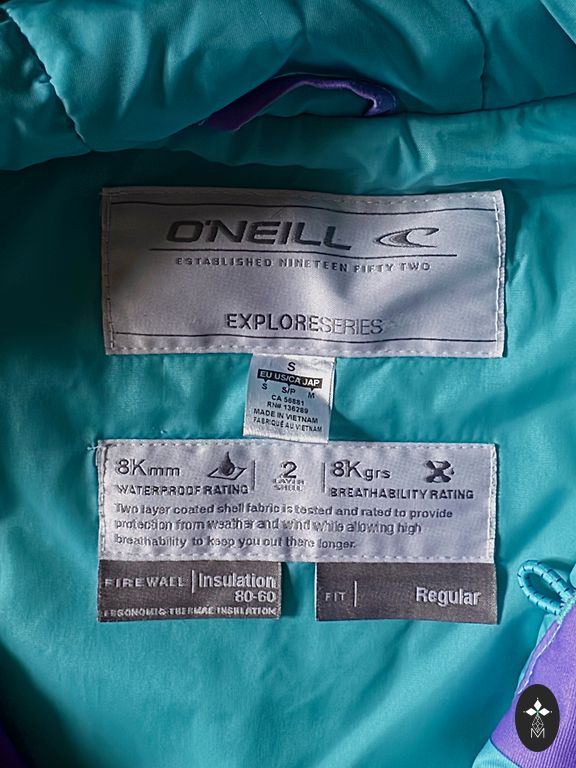 O'NEILL
ESTABLISHED NINETEEN FIFTY TWO
EXPLORESERIES
S
EU US/CA JAP
S S/P M
CA 56881
RN# 136289
MADE IN VIETNAM
FABRIQUÉ AU VIETNAM
8Kmm 2 8Kgrs
LAYER
SHELL
WATERPROOF RATING BREATHABILITY RATING
Two layer coated shell fabric is tested and rated to provide
protection from weather and wind while allowing high
breathability to keep you out there longer.
FIREWALL | Insulation
80-60
ERGONOMIC THERMAL INSULATION
FIT | Regular
M